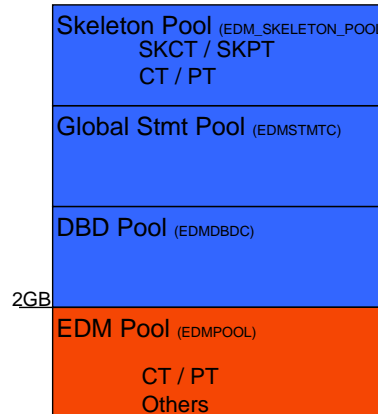 Skeleton Pool (EDM_SKELETON_POOL
SKCT / SKPT
CT / PT
Global Stmt Pool (EDMSTMTC)
DBD Pool (EDMDBDC)
2GB
EDM Pool (EDMPOOL)
CT / PT
Others